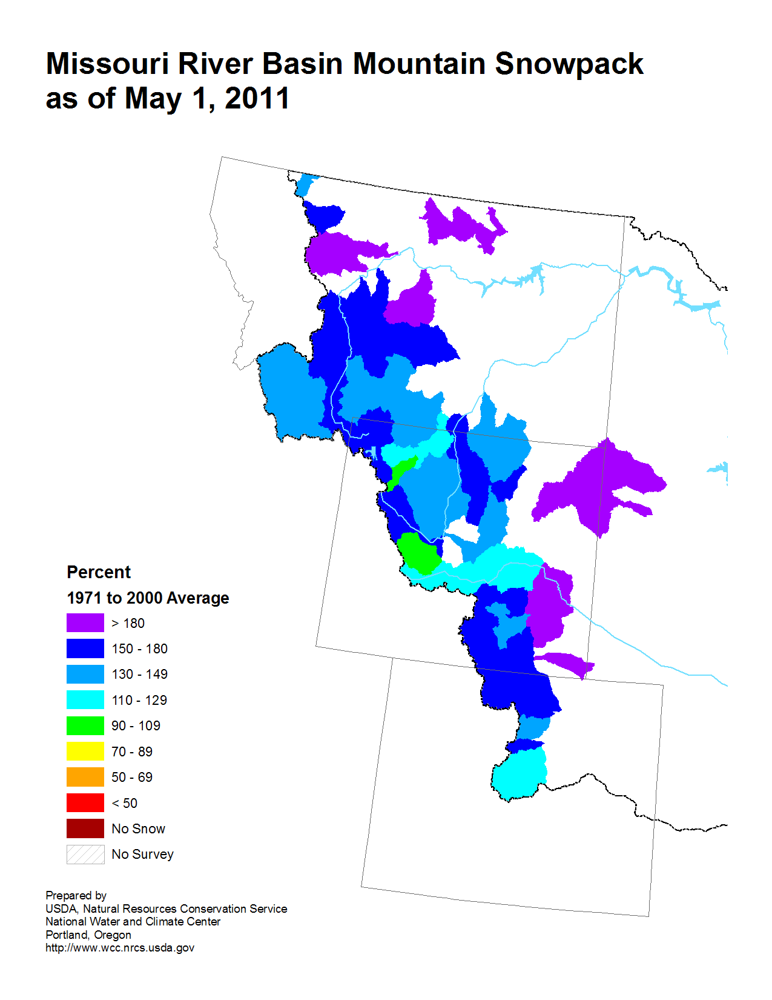 Missouri River Basin Mountain Snowpack
as of May 1, 2011
Percent
1971 to 2000 Average
> 180
150 - 180
130 - 149
110 - 129
90 - 109
70 - 89
50 - 69
< 50
No Snow
No Survey
Prepared by
USDA, Natural Resources Conservation Service
National Water and Climate Center
Portland, Oregon
http://www.wcc.nrcs.usda.gov